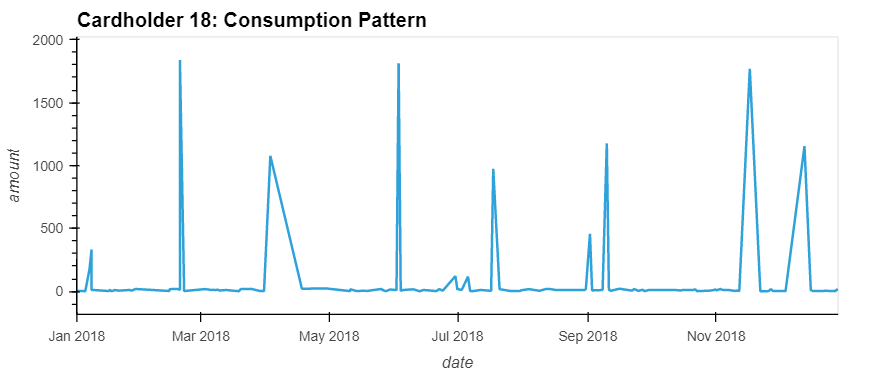 Cardholder 18: Consumption Pattern
2000
1500
1000
500
0
amount
Jan 2018 Mar 2018 May 2018 Jul 2018 Sep 2018 Nov 2018
date